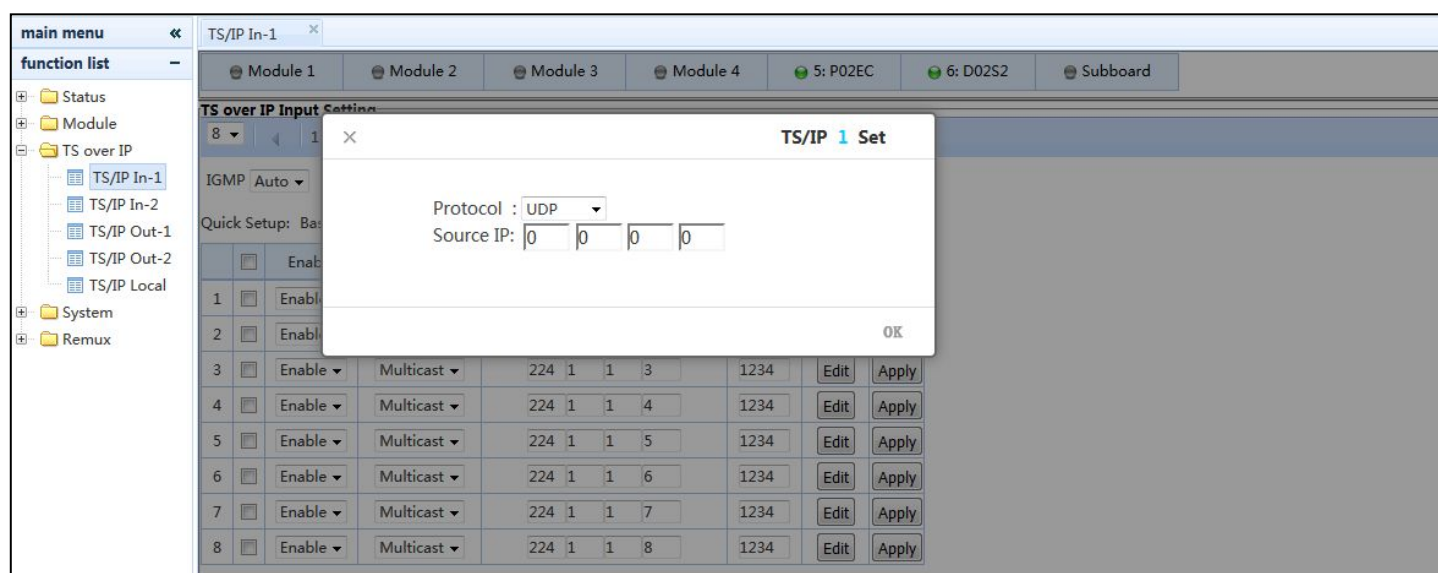 main menu «
function list −
Status
Module
TS over IP
TS/IP In-1
TS/IP In-2
TS/IP Out-1
TS/IP Out-2
TS/IP Local
System
Remux
TS/IP In-1 ×
Module 1 Module 2 Module 3 Module 4 5: P02EC 6: D02S2 Subboard
TS over IP Input Setting
8 1
IGMP Auto
Quick Setup:
× TS/IP 1 Set
Protocol : UDP
Source IP: 0 0 0 0
OK
1
2
3 Enable Multicast 224 1 1 3 1234 Edit Apply
4 Enable Multicast 224 1 1 4 1234 Edit Apply
5 Enable Multicast 224 1 1 5 1234 Edit Apply
6 Enable Multicast 224 1 1 6 1234 Edit Apply
7 Enable Multicast 224 1 1 7 1234 Edit Apply
8 Enable Multicast 224 1 1 8 1234 Edit Apply